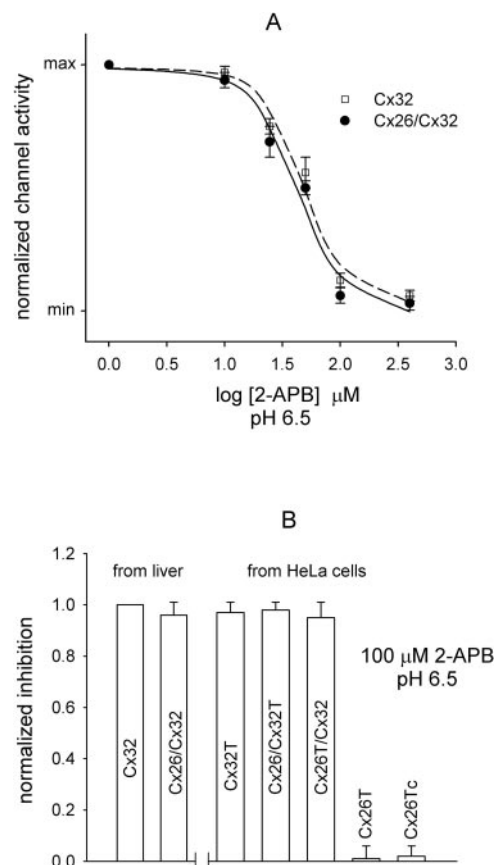 A
max
min
normalized channel activity
Cx32
Cx26/Cx32
0.0 0.5 1.0 1.5 2.0 2.5 3.0
log [2-APB] µM
pH 6.5
B
normalized inhibition
1.2
1.0
0.8
0.6
0.4
0.2
0.0
from liver
from HeLa cells
100 µM 2-APB
pH 6.5
Cx32
Cx26/Cx32
Cx32T
Cx26/Cx32T
Cx26T/Cx32
Cx26T
Cx26Tc